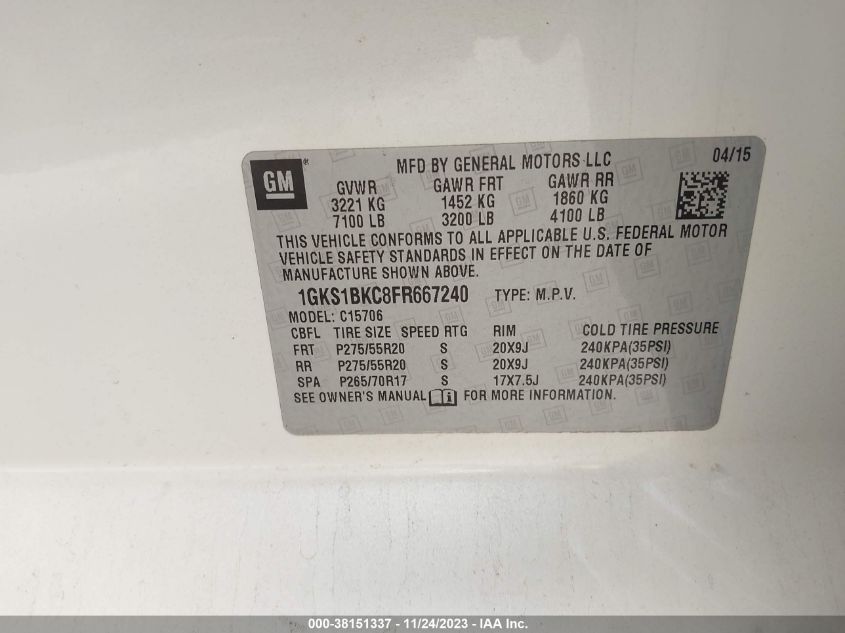 GM ® MFD BY GENERAL MOTORS LLC 04/15
GVWR GAWR FRT GAWR RR
3221 KG 1452 KG 1860 KG
7100 LB 3200 LB 4100 LB
THIS VEHICLE CONFORMS TO ALL APPLICABLE U.S. FEDERAL MOTOR
VEHICLE SAFETY STANDARDS IN EFFECT ON THE DATE OF
MANUFACTURE SHOWN ABOVE.
1GKS1BKC8FR667240 TYPE: M.P.V.
MODEL: C15706
CBFL TIRE SIZE SPEED RTG RIM COLD TIRE PRESSURE
FRT P275/55R20 S 20X9J 240KPA(35PSI)
RR P275/55R20 S 20X9J 240KPA(35PSI)
SPA P265/70R17 S 17X7.5J 240KPA(35PSI)
SEE OWNER'S MANUAL FOR MORE INFORMATION.
000-38151337 - 11/24/2023 - IAA Inc.